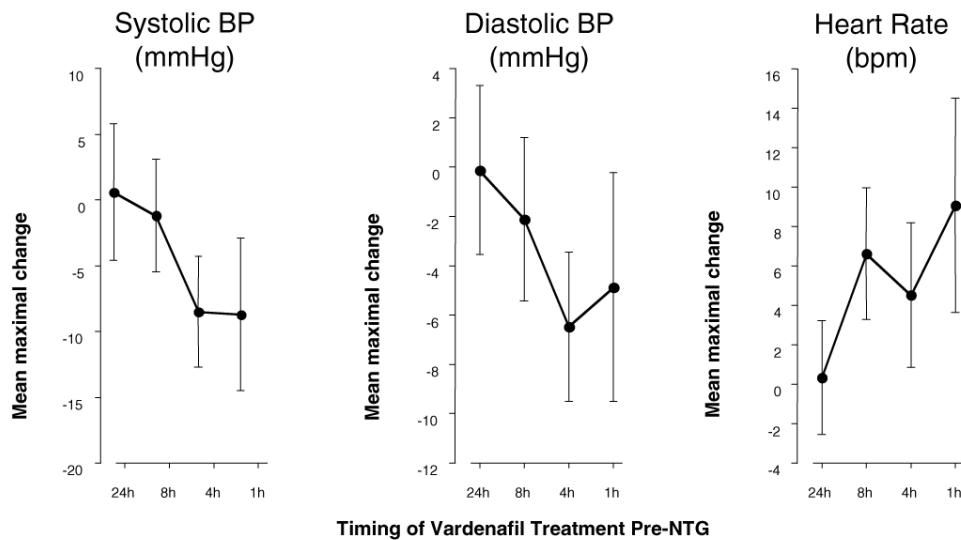 Systolic BP
(mmHg)
Diastolic BP
(mmHg)
Heart Rate
(bpm)
Mean maximal change
10
5
0
-5
-10
-15
-20
24h 8h 4h 1h
Mean maximal change
4
2
0
-2
-4
-6
-8
-10
-12
24h 8h 4h 1h
Mean maximal change
16
14
12
10
8
6
4
2
0
-2
-4
24h 8h 4h 1h
Timing of Vardenafil Treatment Pre-NTG